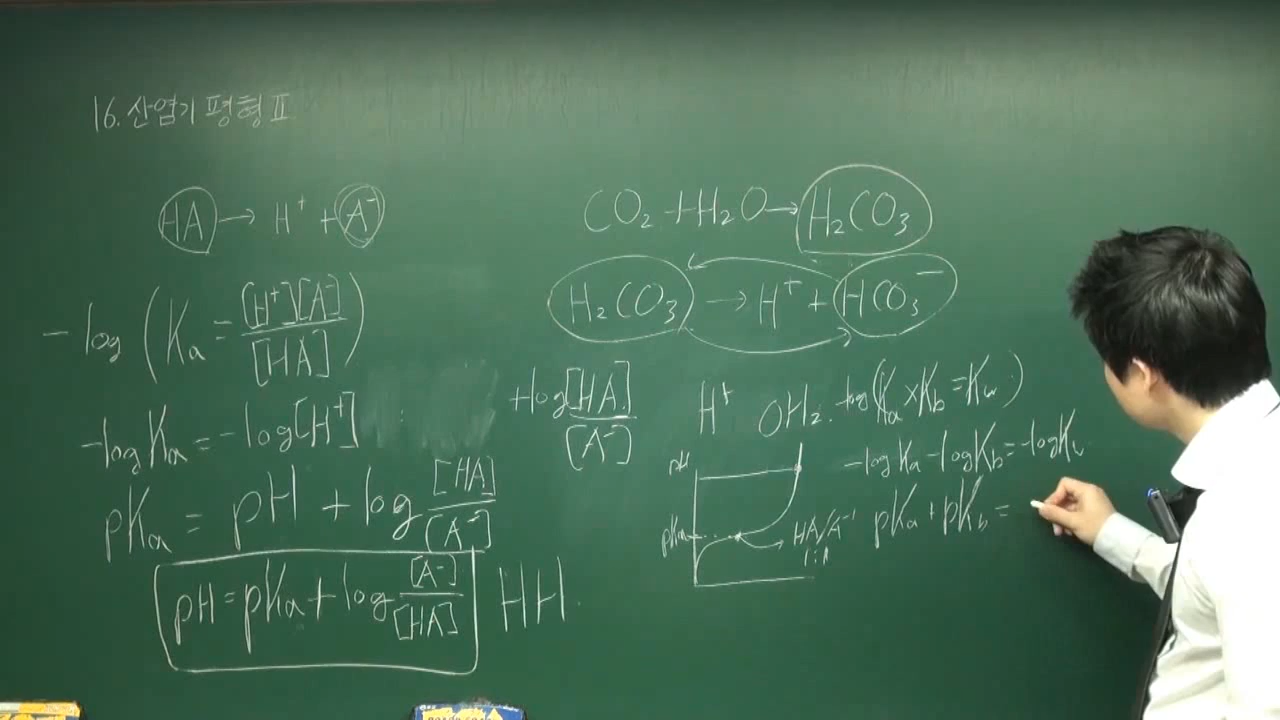 16. 산염기 평형 II
HA → H⁺ + A⁻
-log (Ka = [H⁺][A⁻] / [HA])
-log Ka = -log[H⁺] +log [HA] / [A⁻]
pKa = pH + log [HA] / [A⁻]
pH = pKa + log [A⁻] / [HA] HH.
CO₂ + H₂O → H₂CO₃
H₂CO₃ → H⁺ + HCO₃⁻
H⁺ OH₂.
-log(Ka × Kb = Kw)
-log Ka - log Kb = -log Kw
pKa + pKb =
pH
pKa
HA/A⁻
1:1